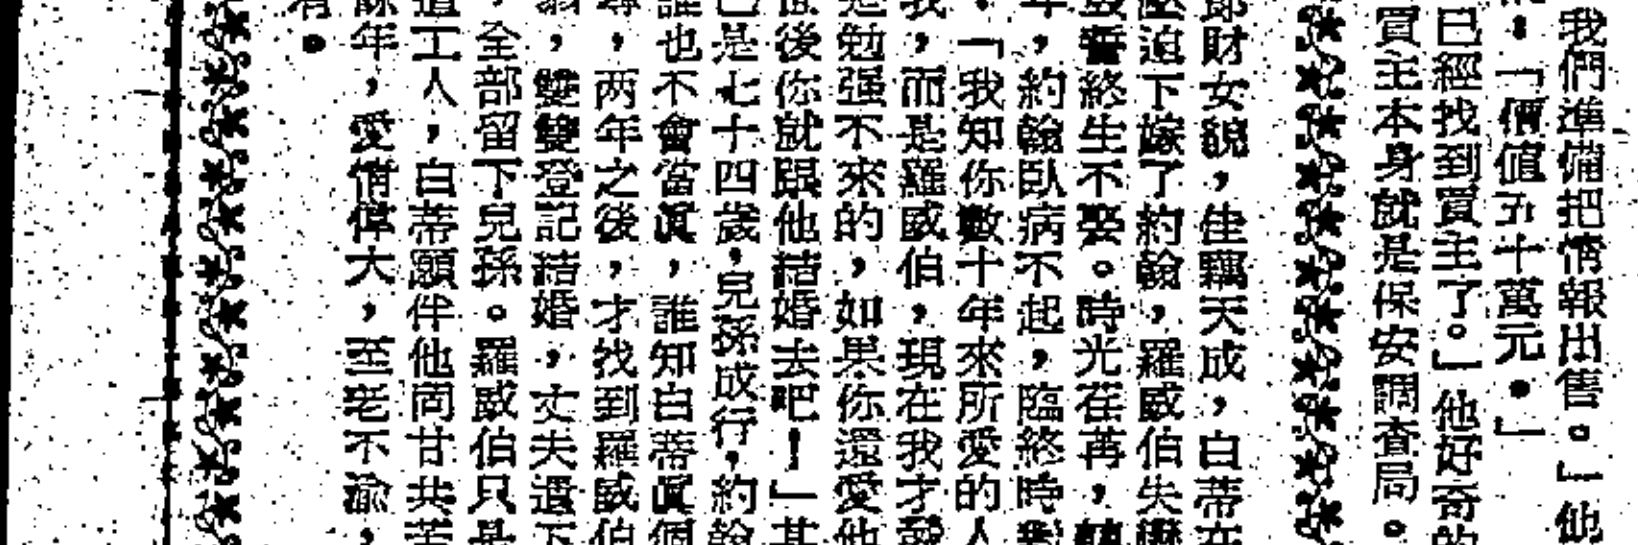 我們準備把情報出售。」他
，「價值五十萬元。」
已經找到買主了。」他好奇的
買主本身就是保安調查局。
郎財女貌，佳耦天成，白蒂在
壓迫下嫁了約翰，羅威伯失戀
誓終生不娶。時光荏苒，
年，約翰臥病不起，臨終時對
：「我知你數十年來所愛的人
我，而是羅威伯，現在我才
是勉强不來的，如果你還愛他
後你就跟他結婚去吧！」其
已是七十四歲，兒孫成行，約翰
誰也不會當眞，誰知白蒂眞個
尋，两年之後，才找到羅威伯
，雙雙登記結婚，丈夫遺下
，全部留下兒孫。羅威伯只是
道工人，白蒂願伴他同甘共苦
餘年，愛情偉大，至老不渝，
有。